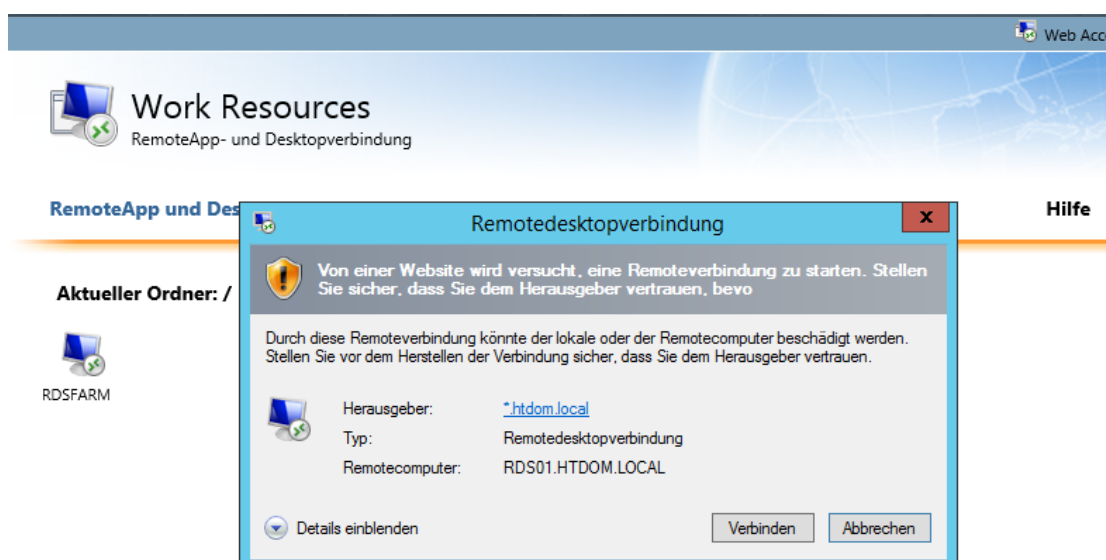 Web Acc
Work Resources
RemoteApp- und Desktopverbindung
RemoteApp und Des
Hilfe
Remotedesktopverbindung
x
Von einer Website wird versucht, eine Remoteverbindung zu starten. Stellen
Sie sicher, dass Sie dem Herausgeber vertrauen, bevo
Aktueller Ordner: /
Durch diese Remoteverbindung könnte der lokale oder der Remotecomputer beschädigt werden.
Stellen Sie vor dem Herstellen der Verbindung sicher, dass Sie dem Herausgeber vertrauen.
RDSFARM
Herausgeber: *.htdom.local
Typ: Remotedesktopverbindung
Remotecomputer: RDS01.HTDOM.LOCAL
Details einblenden
Verbinden
Abbrechen